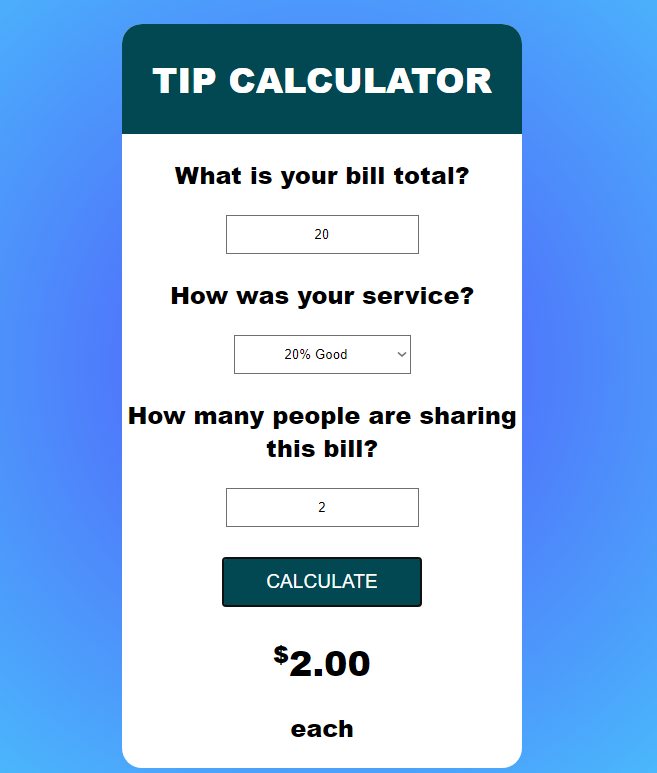 TIP CALCULATOR
What is your bill total?
20
How was your service?
20% Good
How many people are sharing
this bill?
2
CALCULATE
$2.00
each